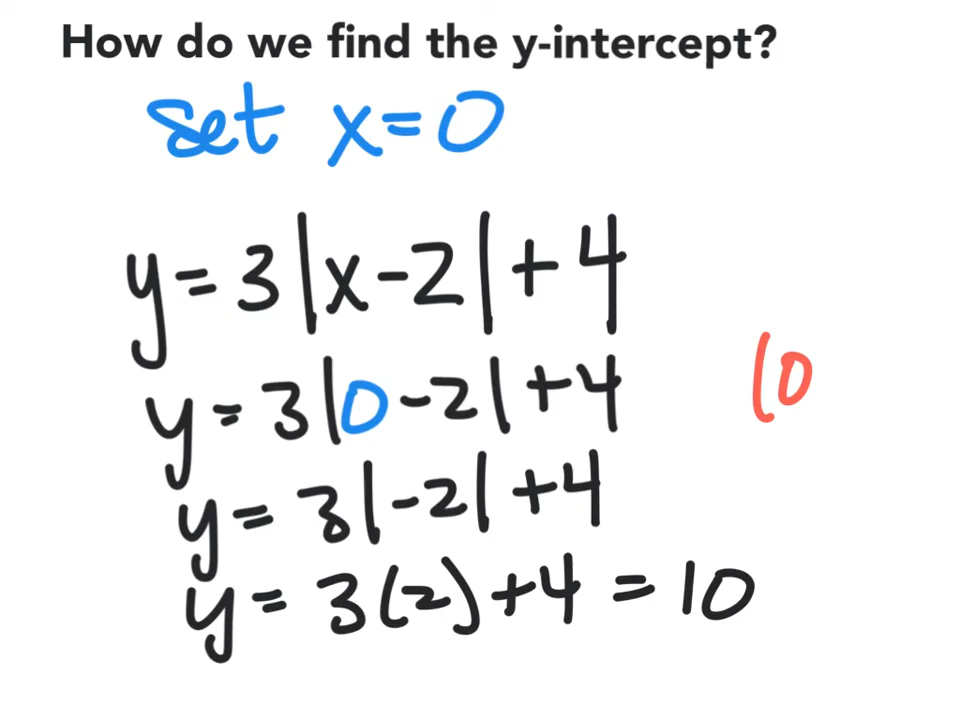 How do we find the y-intercept?
set x=0
y=3|x-2|+4
y=3|0-2|+4
(0
y=3|-2|+4
y=3(2)+4=10